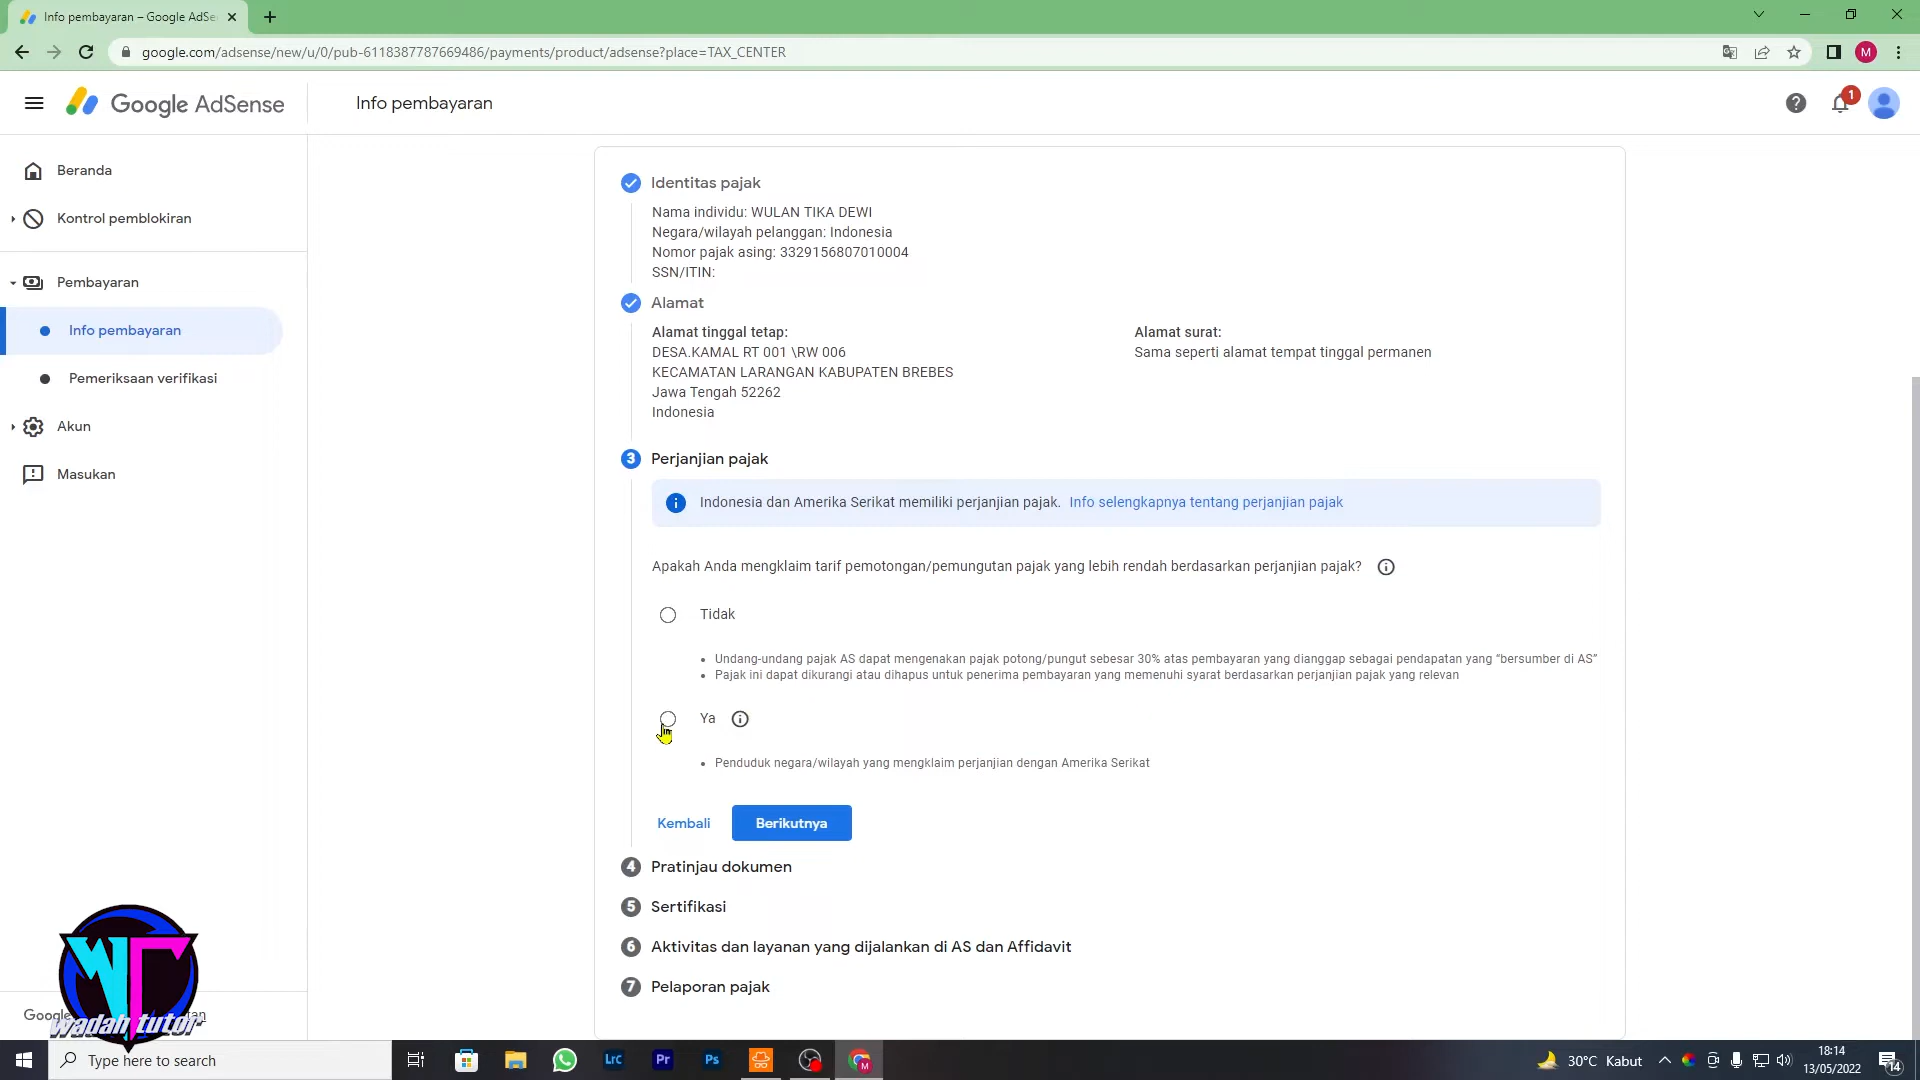 Info pembayaran – Google AdSe
google.com/adsense/new/u/0/pub-6118387787669486/payments/product/adsense?place=TAX_CENTER
M
Google AdSense
Info pembayaran
1
Beranda
Kontrol pemblokiran
Pembayaran
Info pembayaran
Pemeriksaan verifikasi
Akun
Masukan
Identitas pajak
Nama individu: WULAN TIKA DEWI
Negara/wilayah pelanggan: Indonesia
Nomor pajak asing: 3329156807010004
SSN/ITIN:
Alamat
Alamat tinggal tetap:
DESA.KAMAL RT 001 \RW 006
KECAMATAN LARANGAN KABUPATEN BREBES
Jawa Tengah 52262
Indonesia
Alamat surat:
Sama seperti alamat tempat tinggal permanen
3 Perjanjian pajak
Indonesia dan Amerika Serikat memiliki perjanjian pajak. Info selengkapnya tentang perjanjian pajak
Apakah Anda mengklaim tarif pemotongan/pemungutan pajak yang lebih rendah berdasarkan perjanjian pajak?
Tidak
• Undang-undang pajak AS dapat mengenakan pajak potong/pungut sebesar 30% atas pembayaran yang dianggap sebagai pendapatan yang “bersumber di AS”
• Pajak ini dapat dikurangi atau dihapus untuk penerima pembayaran yang memenuhi syarat berdasarkan perjanjian pajak yang relevan
Ya
• Penduduk negara/wilayah yang mengklaim perjanjian dengan Amerika Serikat
Kembali
Berikutnya
4 Pratinjau dokumen
5 Sertifikasi
6 Aktivitas dan layanan yang dijalankan di AS dan Affidavit
7 Pelaporan pajak
Google
WT
wadah tutor
Type here to search
LrC
Pr
Ps
M
30°C Kabut
18:14
13/05/2022
14